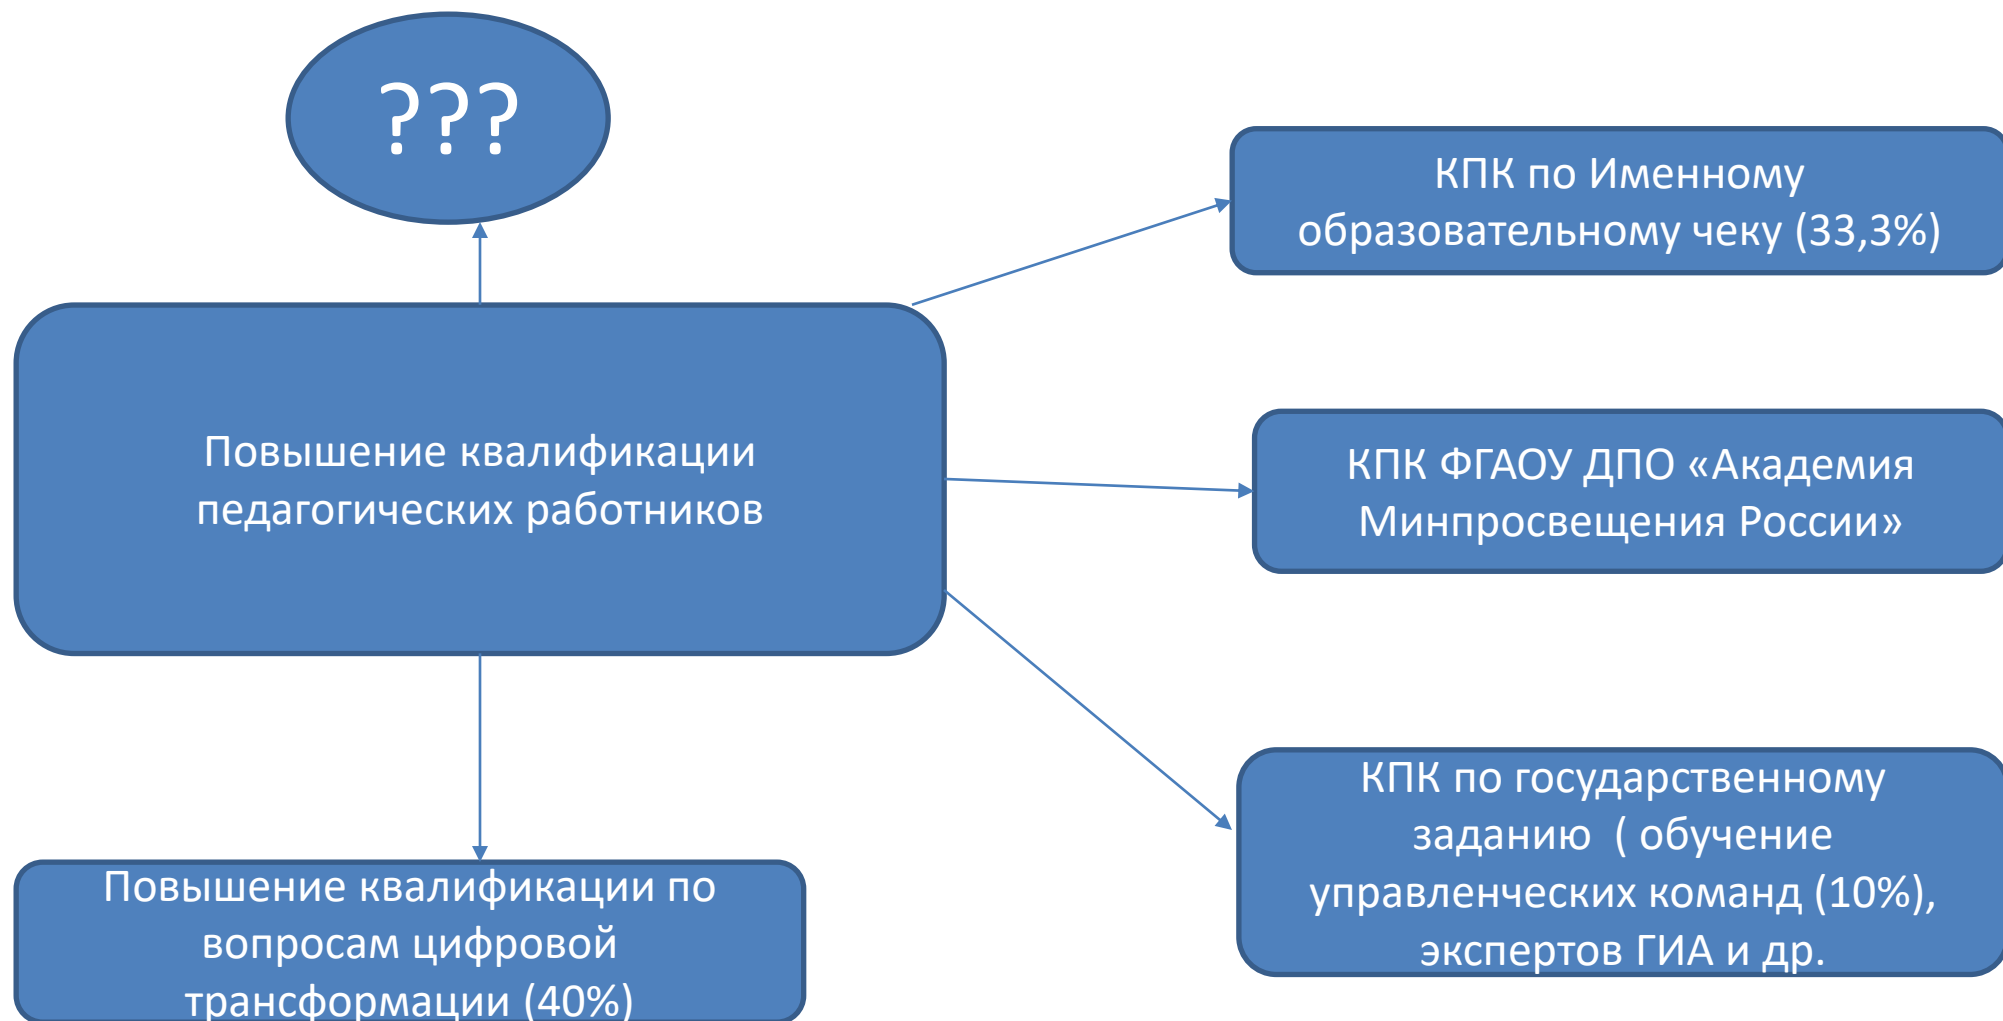 ???
КПК по Именному
образовательному чеку (33,3%)
Повышение квалификации
педагогических работников
КПК ФГАОУ ДПО «Академия
Минпросвещения России»
КПК по государственному
заданию ( обучение
управленческих команд (10%),
экспертов ГИА и др.
Повышение квалификации по
вопросам цифровой
трансформации (40%)